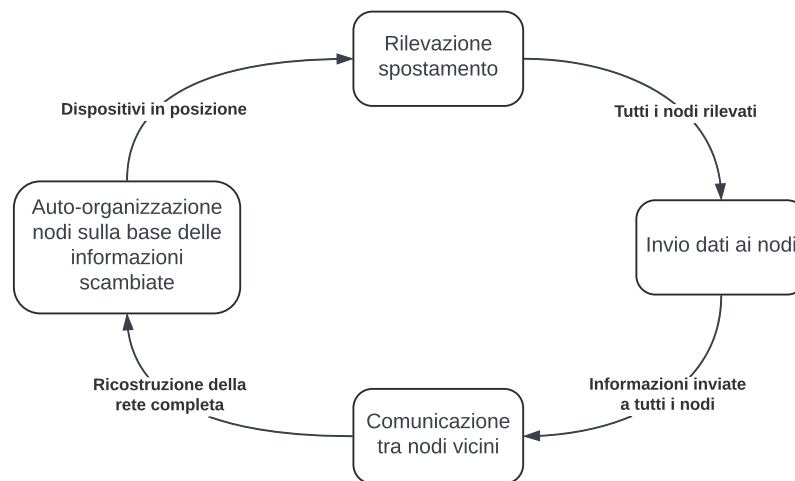 Rilevazione
spostamento
Dispositivi in posizione
Tutti i nodi rilevati
Auto-organizzazione
nodi sulla base delle
informazioni
scambiate
Invio dati ai nodi
Ricostruzione della
rete completa
Informazioni inviate
a tutti i nodi
Comunicazione
tra nodi vicini